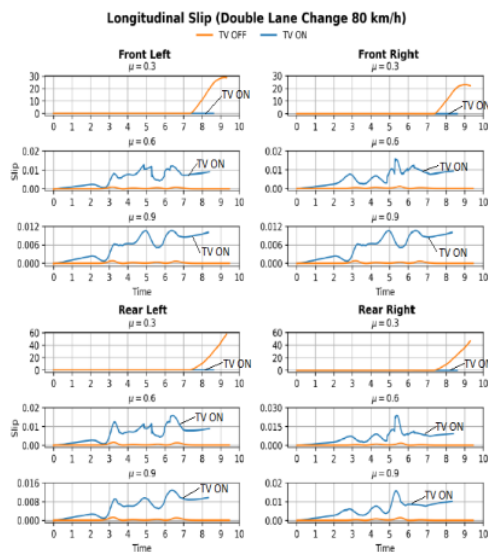 Longitudinal Slip (Double Lane Change 80 km/h)
TV OFF TV ON
Front Left Front Right
μ = 0.3 μ = 0.3
30 30
20 20
10 10
0 0
TV ON TV ON
0 1 2 3 4 5 6 7 8 9 10 0 1 2 3 4 5 6 7 8 9 10
μ = 0.6 μ = 0.6
0.02 0.02
0.01 0.01
0.00 0.00
Slip
TV ON TV ON
0 1 2 3 4 5 6 7 8 9 10 0 1 2 3 4 5 6 7 8 9 10
μ = 0.9 μ = 0.9
0.012 0.012
0.006 0.006
0.000 0.000
TV ON TV ON
0 1 2 3 4 5 6 7 8 9 10 0 1 2 3 4 5 6 7 8 9 10
Time Time
Rear Left Rear Right
μ = 0.3 μ = 0.3
60 60
40 40
20 20
0 0
TV ON TV ON
0 1 2 3 4 5 6 7 8 9 10 0 1 2 3 4 5 6 7 8 9 10
μ = 0.6 μ = 0.6
0.02 0.030
0.01 0.015
0.00 0.000
Slip
TV ON TV ON
0 1 2 3 4 5 6 7 8 9 10 0 1 2 3 4 5 6 7 8 9 10
μ = 0.9 μ = 0.9
0.016 0.02
0.008 0.01
0.000 0.00
TV ON TV ON
0 1 2 3 4 5 6 7 8 9 10 0 1 2 3 4 5 6 7 8 9 10
Time Time